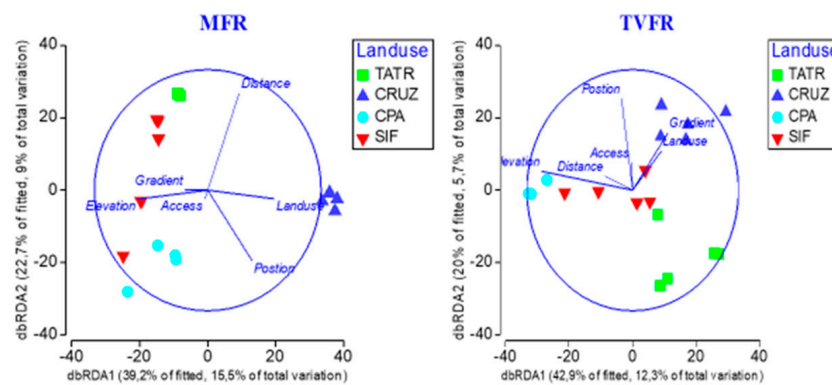 MFR
dbRDA2 (22,7% of fitted, 9% of total variation)
40
20
0
-20
-40
-40
-20
0
20
40
dbRDA1 (39,2% of fitted, 15,5% of total variation)
Distance
Gradient
Elevation
Access
Landuse
Postion
Landuse
TATR
CRUZ
CPA
SIF
TVFR
dbRDA2 (20% of fitted, 5,7% of total variation)
40
20
0
-20
-40
-40
-20
0
20
40
dbRDA1 (42,9% of fitted, 12,3% of total variation)
Postion
Gradient
Access
Landuse
levation
Distance
Landuse
TATR
CRUZ
CPA
SIF